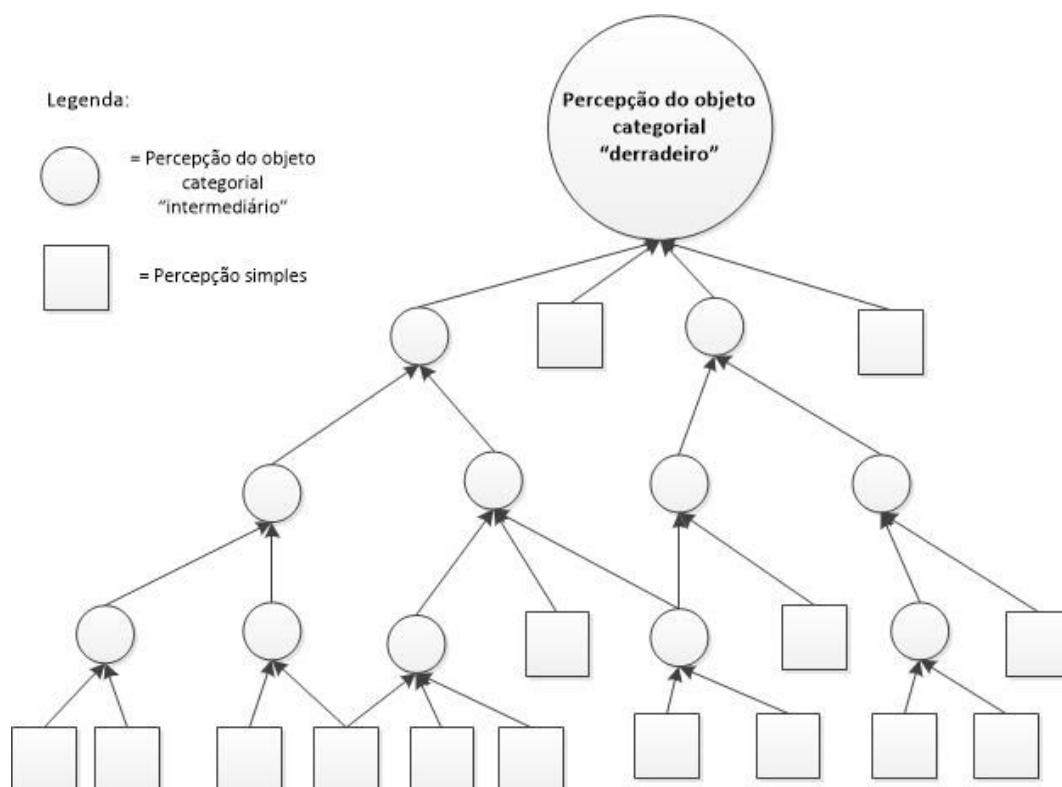 Percepção do objeto
categorial
“derradeiro”
Legenda:
= Percepção do objeto
categorial
“intermediário”
= Percepção simples